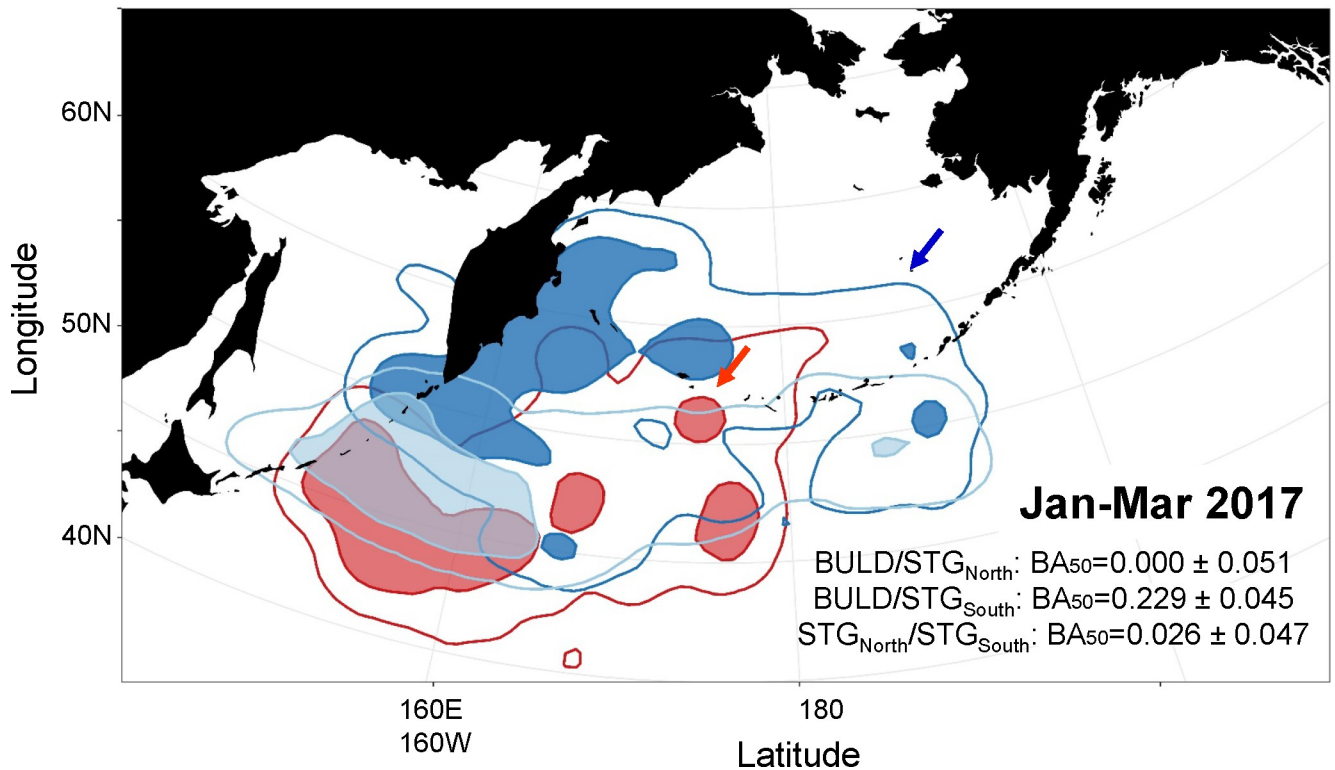 60N
50N
40N
Longitude
Jan-Mar 2017
BULD/STGNorth: BA50=0.000 ± 0.051
BULD/STGSouth: BA50=0.229 ± 0.045
STGNorth/STGSouth: BA50=0.026 ± 0.047
160E 180
160W
Latitude